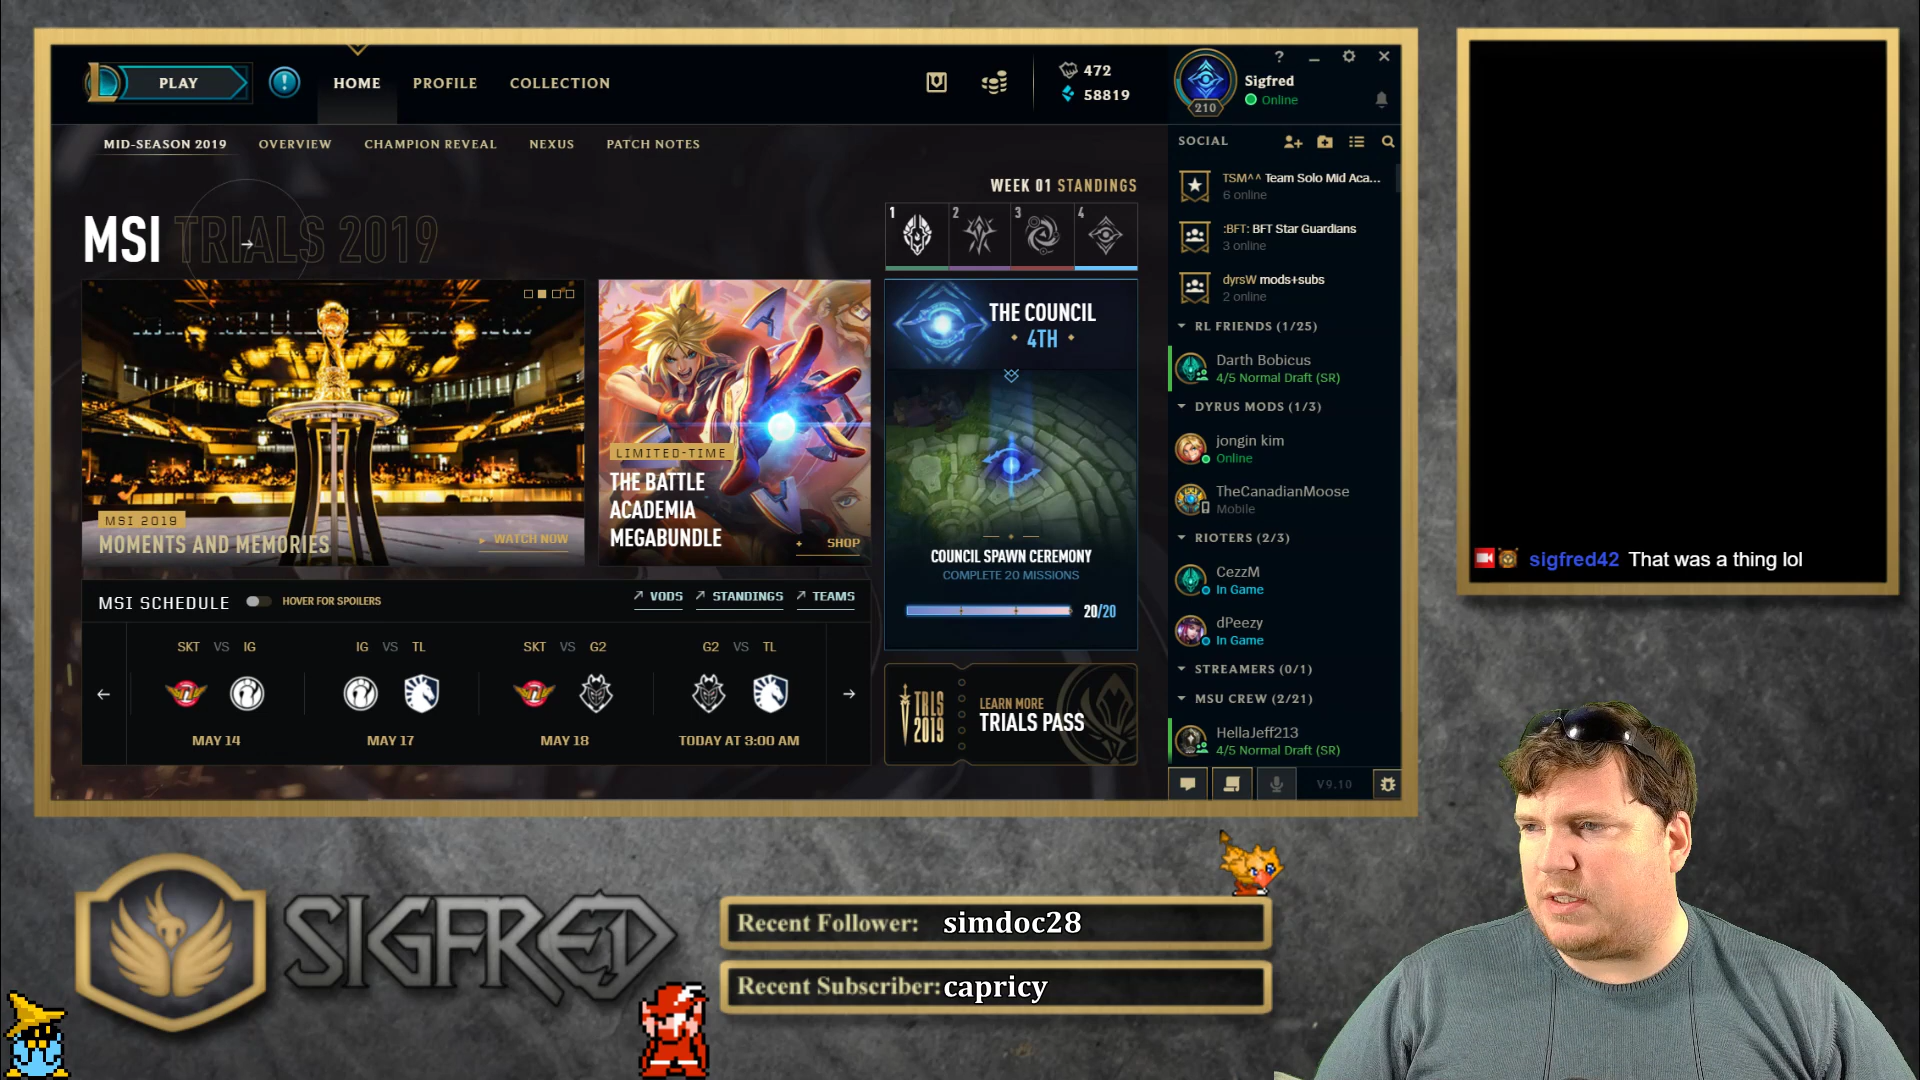 PLAY
HOME
PROFILE
COLLECTION
472
58819
?
210
Sigfred
Online
MID-SEASON 2019
OVERVIEW
CHAMPION REVEAL
NEXUS
PATCH NOTES
MSI TRIALS 2019
MSI 2019
MOMENTS AND MEMORIES
WATCH NOW
LIMITED-TIME
THE BATTLE
ACADEMIA
MEGABUNDLE
+ SHOP
WEEK 01 STANDINGS
1 2 3 4
THE COUNCIL
4TH
COUNCIL SPAWN CEREMONY
COMPLETE 20 MISSIONS
20/20
MSI SCHEDULE
HOVER FOR SPOILERS
VODS
STANDINGS
TEAMS
SKT VS IG
IG VS TL
SKT VS G2
G2 VS TL
MAY 14
MAY 17
MAY 18
TODAY AT 3:00 AM
TRLS
2019
LEARN MORE
TRIALS PASS
SOCIAL
TSM^^ Team Solo Mid Aca...
6 online
:BFT: BFT Star Guardians
3 online
dyrsW mods+subs
2 online
RL FRIENDS (1/25)
Darth Bobicus
4/5 Normal Draft (SR)
DYRUS MODS (1/3)
jongin kim
Online
TheCanadianMoose
Mobile
RIOTERS (2/3)
CezzM
In Game
dPeezy
In Game
STREAMERS (0/1)
MSU CREW (2/21)
HellaJeff213
4/5 Normal Draft (SR)
V9.10
sigfred42 That was a thing lol
SIGFRED
Recent Follower: simdoc28
Recent Subscriber: capricy